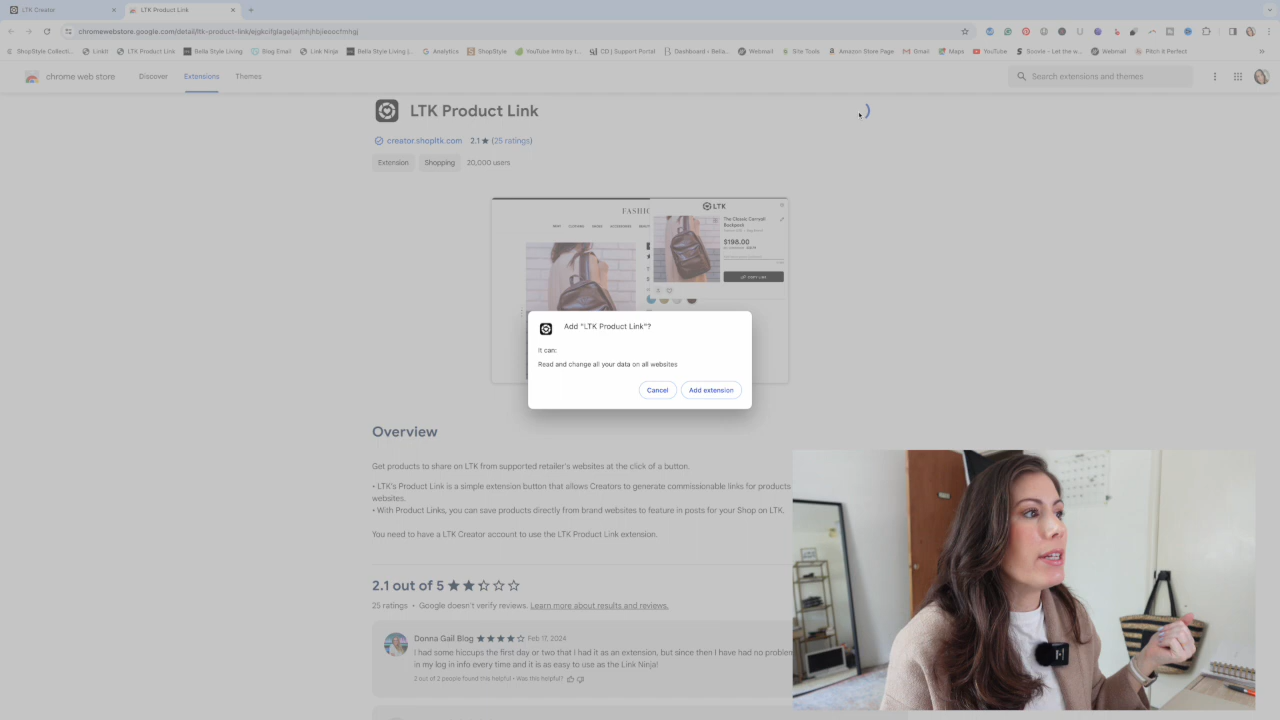 LTK Creator
LTK Product Link
chromewebstore.google.com/detail/ltk-product-link/
ShopStyle Collecti...
Linkit
LTK Product Link
Bella Style Living
Blog Email
Link Ninja
Bella Style Living |...
Analytics
ShopStyle
YouTube Intro by I...
CD | Support Portal
Dashboard ‹ Bella...
Webmail
Site Tools
Amazon Store Page
Gmail
Maps
YouTube
Soovle - Let the w...
Webmail
Pitch It Perfect
chrome web store
Discover
Extensions
Themes
Search extensions and themes
LTK Product Link
creator.shopltk.com 2.1 ★ (25 ratings)
Extension
Shopping
20,000 users
LTK
The Classic Convoy
Backpack
$198.00
Add "LTK Product Link"?
It can:
Read and change all your data on all websites
Cancel
Add extension
Overview
Get products to share on LTK from supported retailer's websites at the click of a button.
• LTK's Product Link is a simple extension button that allows Creators to generate commissionable links for products
websites.
• With Product Links, you can save products directly from brand websites to feature in posts for your Shop on LTK.
You need to have a LTK Creator account to use the LTK Product Link extension.
2.1 out of 5
25 ratings • Google doesn't verify reviews. Learn more about results and reviews.
Donna Gail Blog
Feb 17, 2024
I had some hiccups the first day or two that I had it as an extension, but since then I have had no problem
in my log in info every time and it is as easy to use as the Link Ninja!
2 out of 2 people found this helpful • Was this helpful?